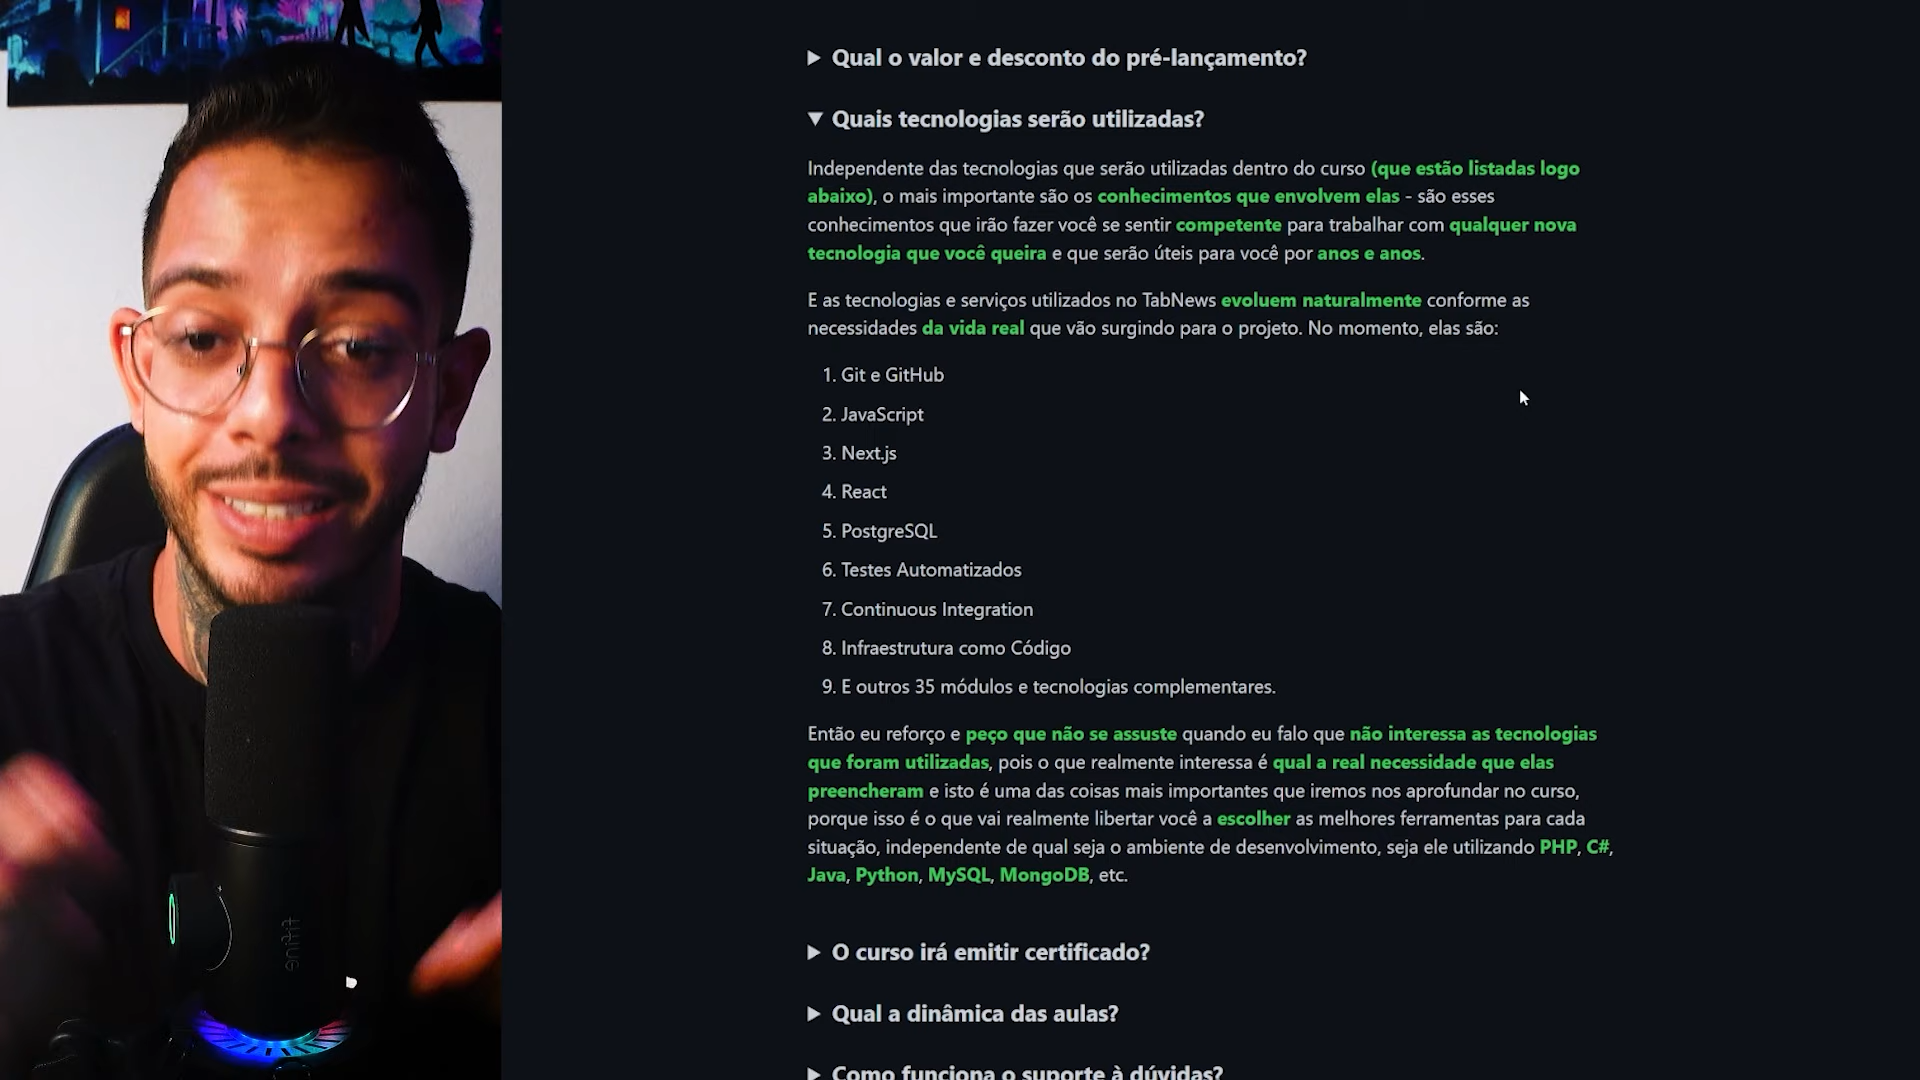 ▶ Qual o valor e desconto do pré-lançamento?
▼ Quais tecnologias serão utilizadas?
Independente das tecnologias que serão utilizadas dentro do curso (que estão listadas logo
abaixo), o mais importante são os conhecimentos que envolvem elas - são esses
conhecimentos que irão fazer você se sentir competente para trabalhar com qualquer nova
tecnologia que você queira e que serão úteis para você por anos e anos.
E as tecnologias e serviços utilizados no TabNews evoluem naturalmente conforme as
necessidades da vida real que vão surgindo para o projeto. No momento, elas são:
1. Git e GitHub
2. JavaScript
3. Next.js
4. React
5. PostgreSQL
6. Testes Automatizados
7. Continuous Integration
8. Infraestrutura como Código
9. E outros 35 módulos e tecnologias complementares.
Então eu reforço e peço que não se assuste quando eu falo que não interessa as tecnologias
que foram utilizadas, pois o que realmente interessa é qual a real necessidade que elas
preencheram e isto é uma das coisas mais importantes que iremos nos aprofundar no curso,
porque isso é o que vai realmente libertar você a escolher as melhores ferramentas para cada
situação, independente de qual seja o ambiente de desenvolvimento, seja ele utilizando PHP, C#,
Java, Python, MySQL, MongoDB, etc.
▶ O curso irá emitir certificado?
▶ Qual a dinâmica das aulas?
▶ Como funciona o suporte à dúvidas?
fifine